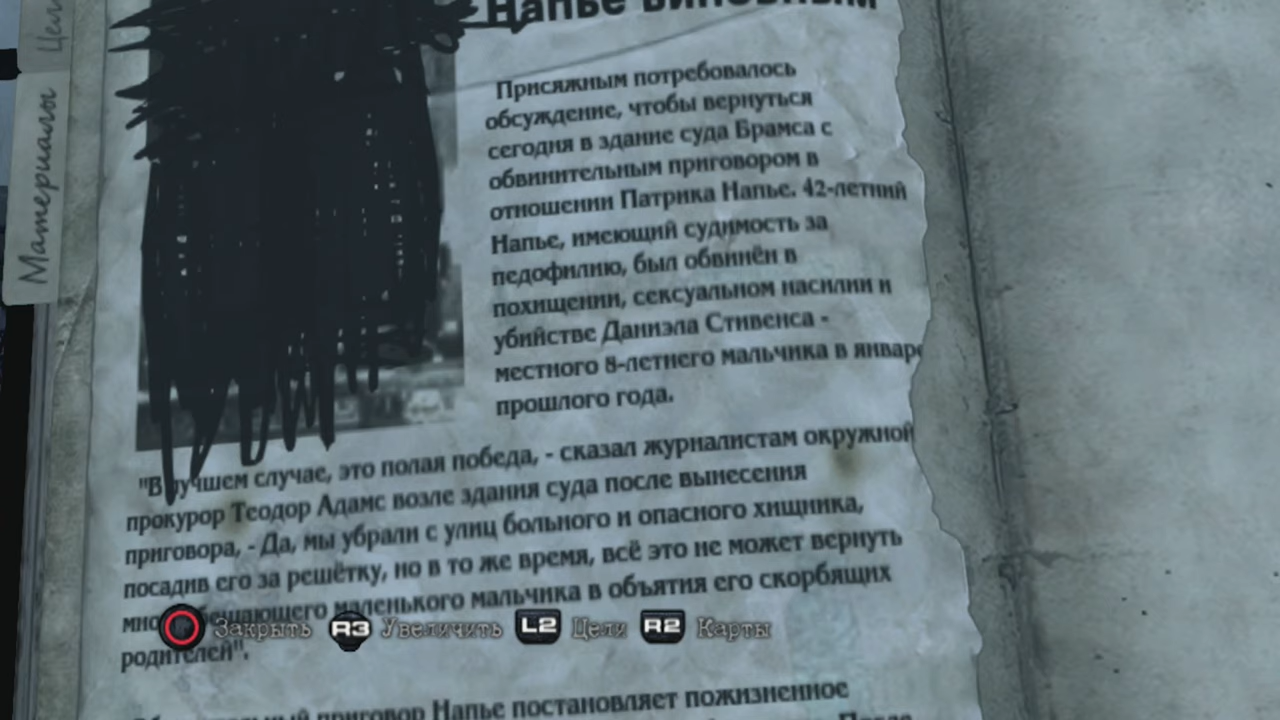 Цели
Материалы
Напье виновным
Присяжным потребовалось
обсуждение, чтобы вернуться
сегодня в здание суда Брамса с
обвинительным приговором в
отношении Патрика Напье. 42-летний
Напье, имеющий судимость за
педофилию, был обвинён в
похищении, сексуальном насилии и
убийстве Даниэла Стивенса -
местного 8-летнего мальчика в январе
прошлого года.
"В лучшем случае, это полая победа, - сказал журналистам окружной
прокурор Теодор Адамс возле здания суда после вынесения
приговора, - Да, мы убрали с улиц больного и опасного хищника,
посадив его за решётку, но в то же время, всё это не может вернуть
маленького мальчика в объятия его скорбящих
родителей".
Закрыть R3 Увеличить L2 Цели R2 Карты
приговор Напье постановляет пожизненное
После